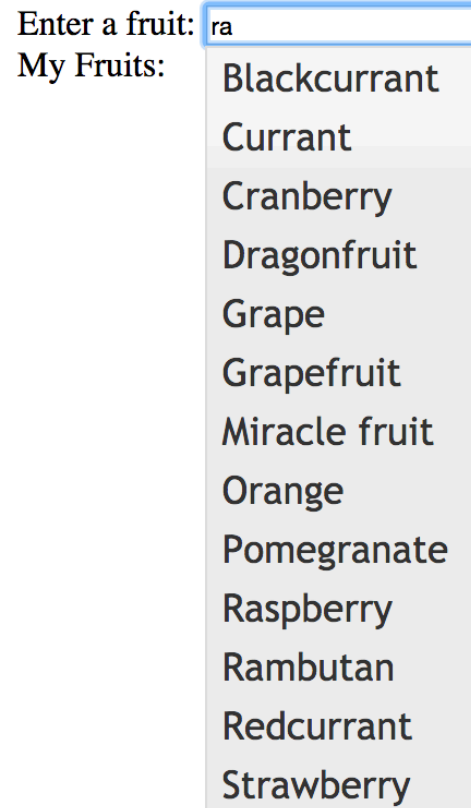 Enter a fruit: ra
My Fruits:
Blackcurrant
Currant
Cranberry
Dragonfruit
Grape
Grapefruit
Miracle fruit
Orange
Pomegranate
Raspberry
Rambutan
Redcurrant
Strawberry